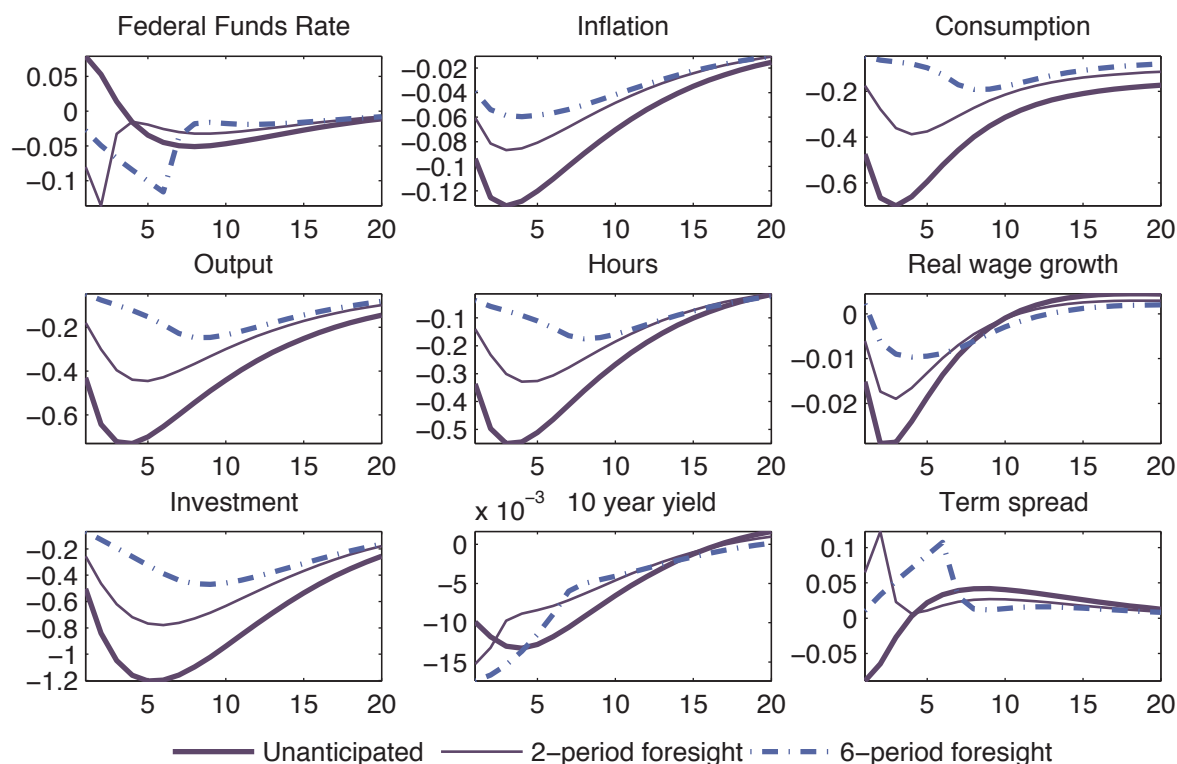 Federal Funds Rate
0.05
0
−0.05
−0.1
5 10 15 20
Inflation
−0.02
−0.04
−0.06
−0.08
−0.1
−0.12
5 10 15 20
Consumption
−0.2
−0.4
−0.6
5 10 15 20
Output
−0.2
−0.4
−0.6
5 10 15 20
Hours
−0.1
−0.2
−0.3
−0.4
−0.5
5 10 15 20
Real wage growth
0
−0.01
−0.02
5 10 15 20
Investment
−0.2
−0.4
−0.6
−0.8
−1
−1.2
5 10 15 20
x 10−3 10 year yield
0
−5
−10
−15
5 10 15 20
Term spread
0.1
0.05
0
−0.05
5 10 15 20
Unanticipated 2−period foresight 6−period foresight